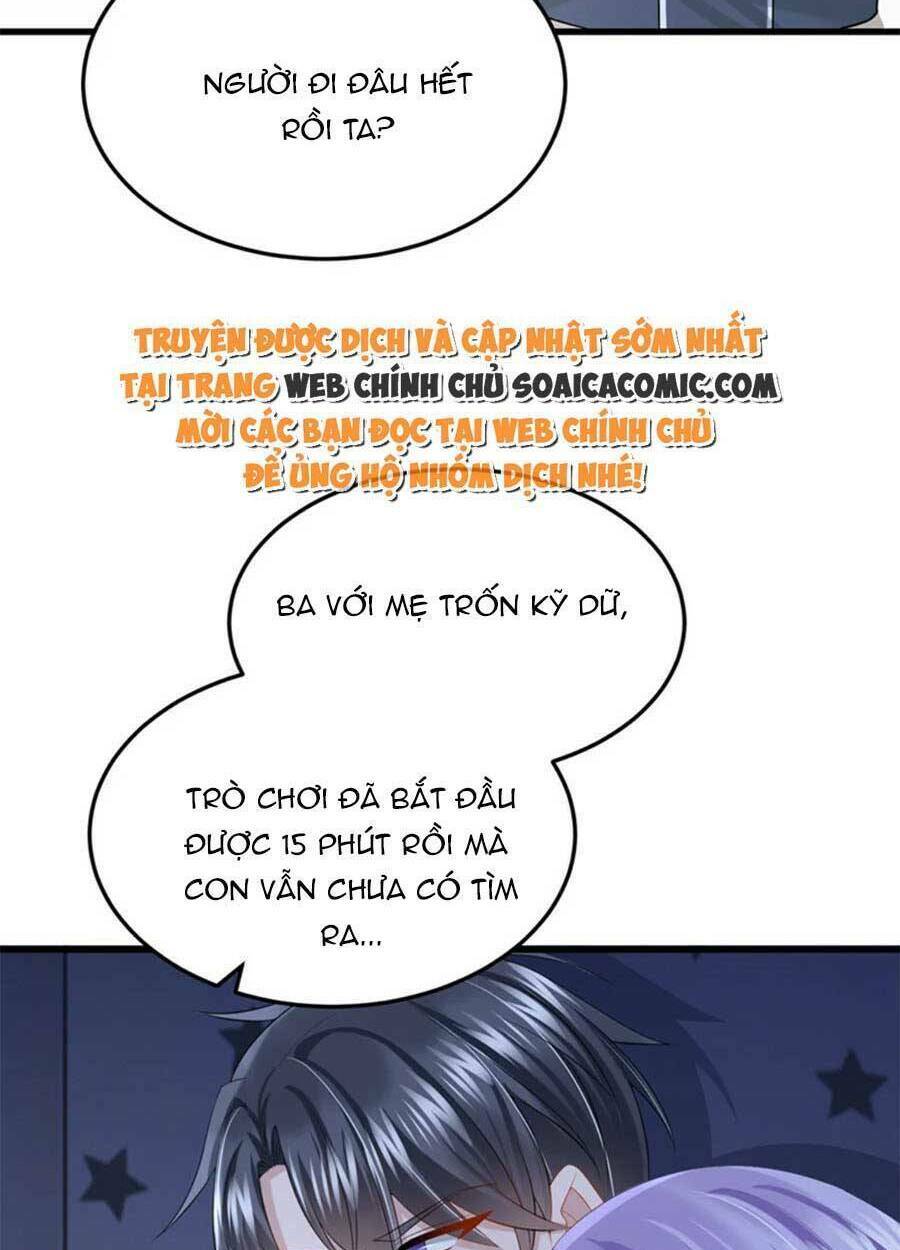 NGƯỜI ĐI ĐÂU HẾT
RỒI TA?
TRUYỆN ĐƯỢC DỊCH VÀ CẬP NHẬT SỚM NHẤT
TẠI TRANG WEB CHÍNH CHỦ SOAICACOMIC.COM
MỜI CÁC BẠN ĐỌC TẠI WEB CHÍNH CHỦ
ĐỂ ỦNG HỘ NHÓM DỊCH NHÉ!
BA VỚI MẸ TRỐN KỸ DỮ,
TRÒ CHƠI ĐÃ BẮT ĐẦU
ĐƯỢC 15 PHÚT RỒI MÀ
CON VẪN CHƯA CÓ TÌM
RA...